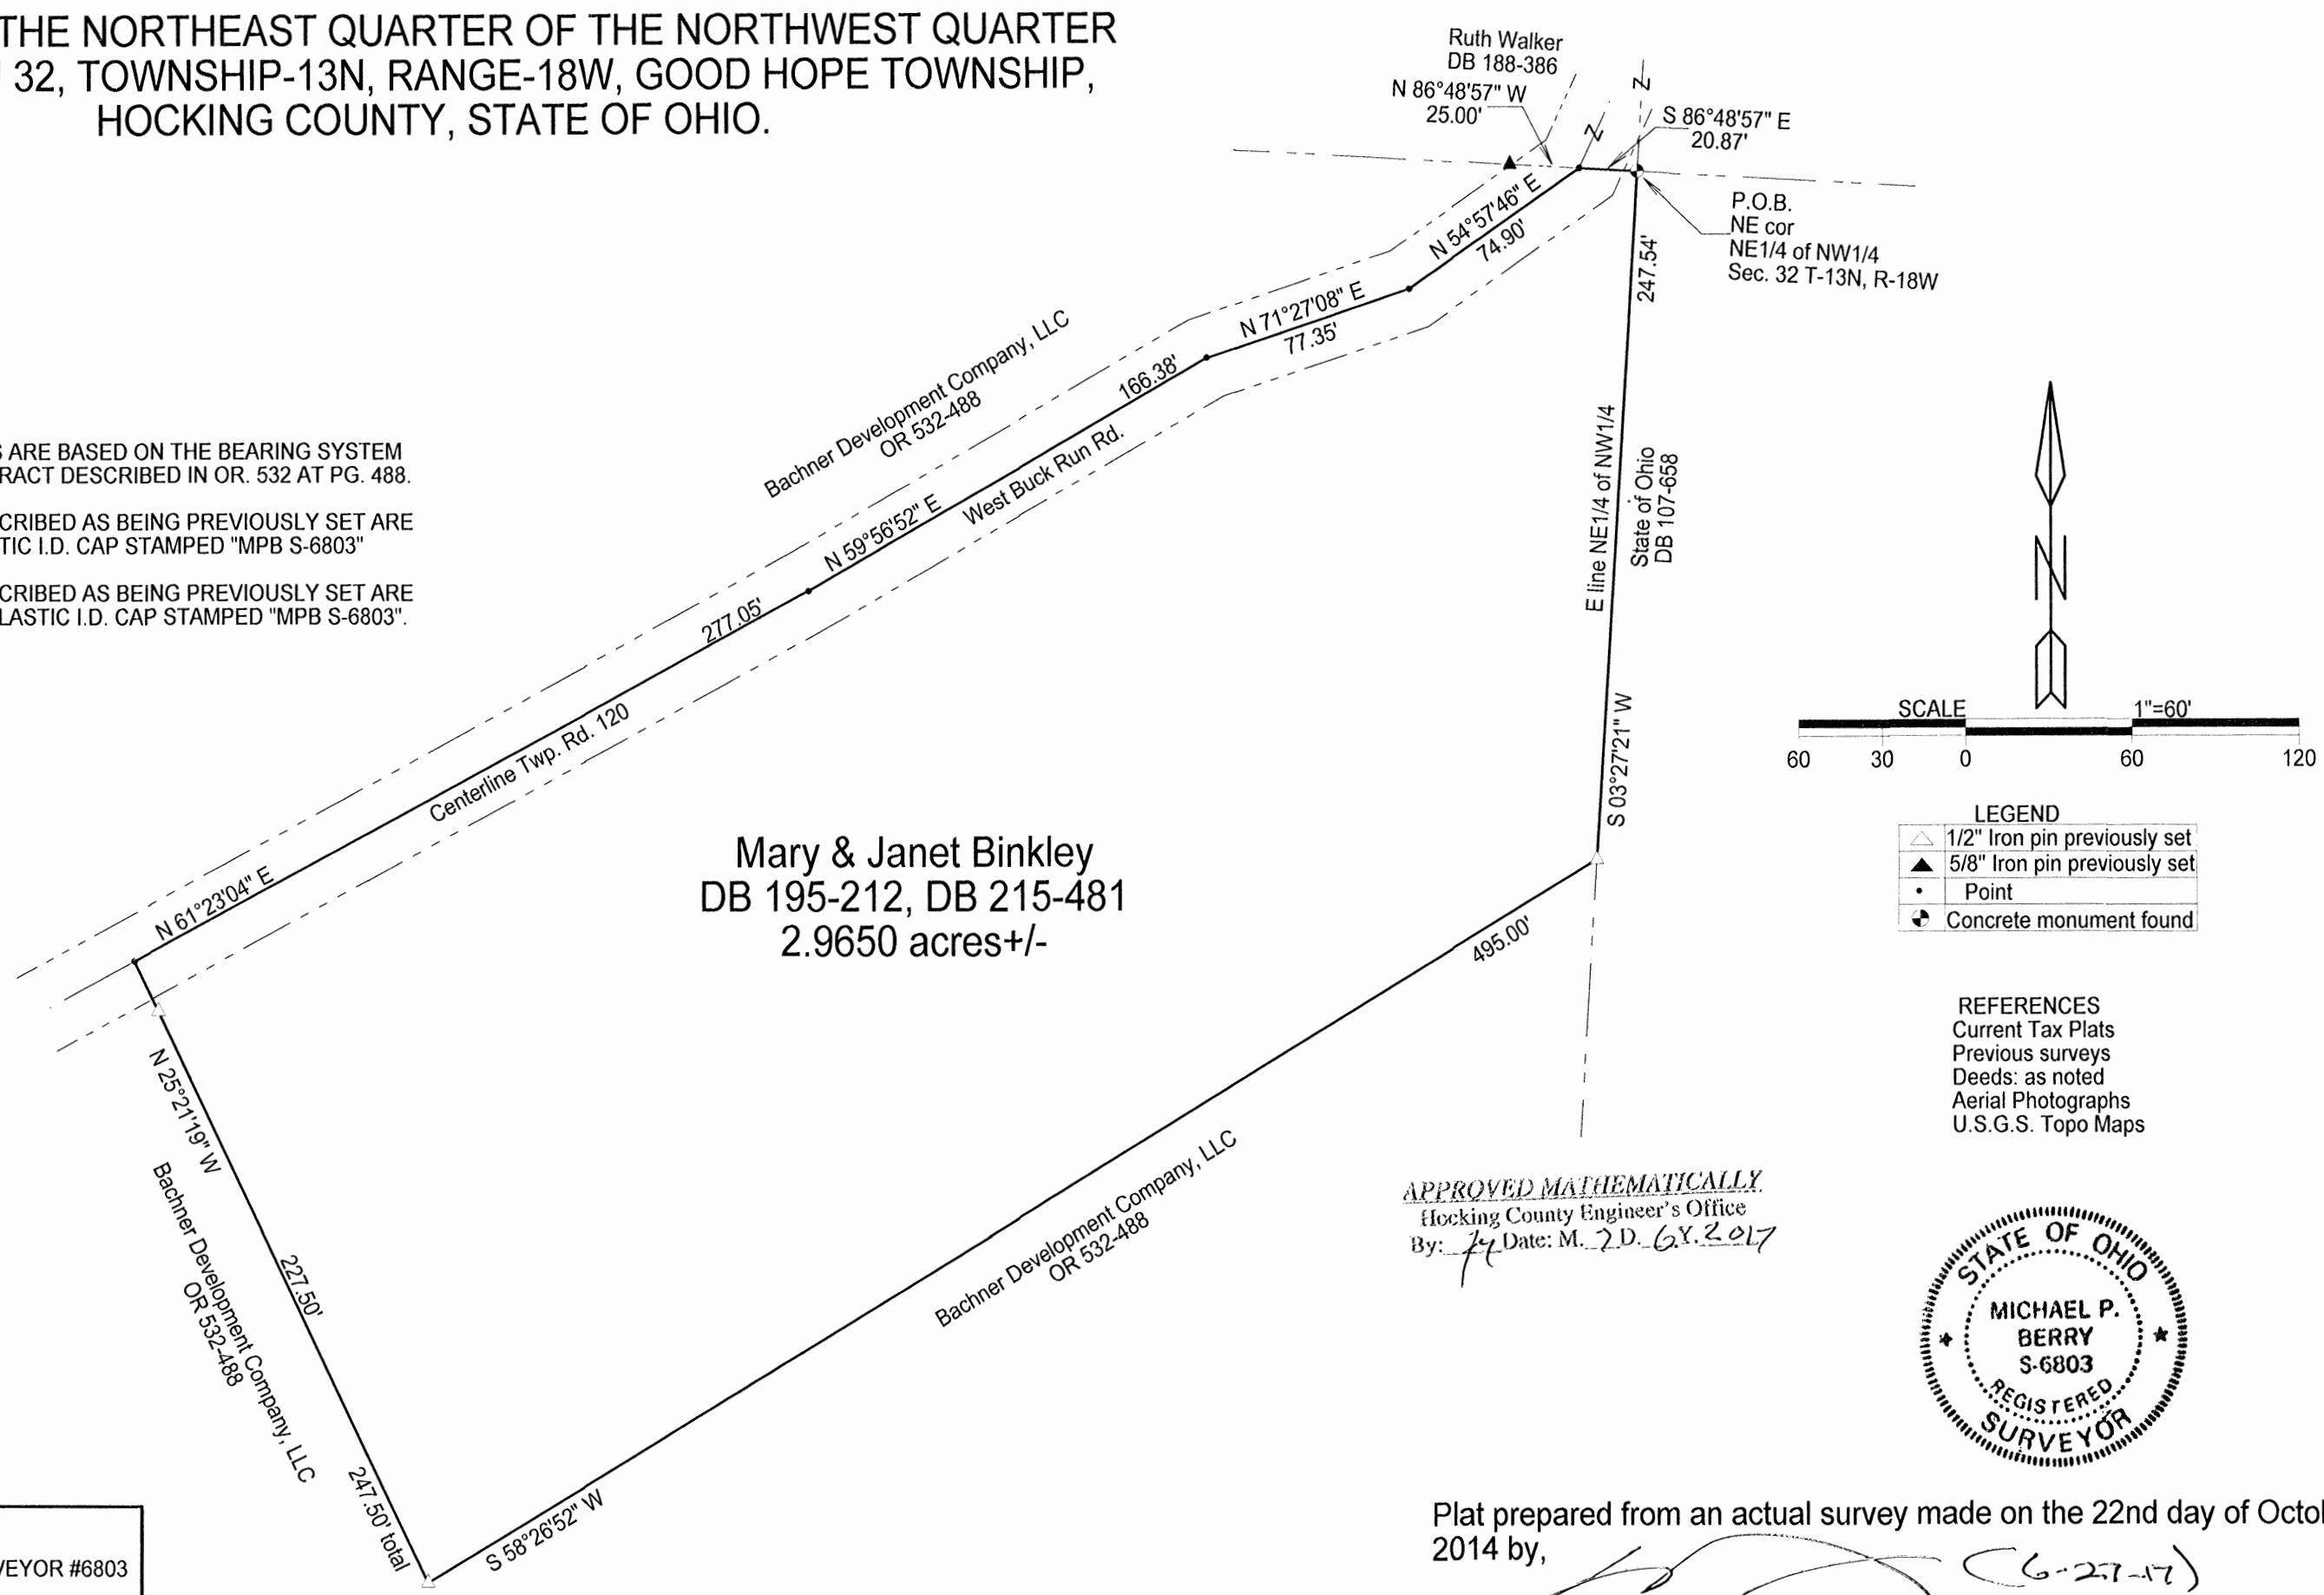 THE NORTHEAST QUARTER OF THE NORTHWEST QUARTER
32, TOWNSHIP-13N, RANGE-18W, GOOD HOPE TOWNSHIP,
HOCKING COUNTY, STATE OF OHIO.
Ruth Walker
DB 188-386
N 86°48'57" W
25.00'
S 86°48'57" E
20.87'
P.O.B.
NE cor
NE1/4 of NW1/4
Sec. 32 T-13N, R-18W
N 54°57'46" E
74.90'
N 71°27'08" E
77.35'
247.54'
E line NE1/4 of NW1/4
State of Ohio
DB 107-658
S 03°27'21" W
Bachner Development Company, LLC
OR 532-488
166.38'
N 59°56'52" E
West Buck Run Rd.
277.05'
Centerline Twp. Rd. 120
N 61°23'04" E
ARE BASED ON THE BEARING SYSTEM
RACT DESCRIBED IN OR. 532 AT PG. 488.
CRIBED AS BEING PREVIOUSLY SET ARE
TIC I.D. CAP STAMPED "MPB S-6803"
CRIBED AS BEING PREVIOUSLY SET ARE
LASTIC I.D. CAP STAMPED "MPB S-6803".
N
SCALE 1"=60'
60 30 0 60 120
LEGEND
1/2" Iron pin previously set
5/8" Iron pin previously set
Point
Concrete monument found
Mary & Janet Binkley
DB 195-212, DB 215-481
2.9650 acres+/-
495.00'
REFERENCES
Current Tax Plats
Previous surveys
Deeds: as noted
Aerial Photographs
U.S.G.S. Topo Maps
N 25°21'19" W
Bachner Development Company, LLC
OR 532-488
227.50'
247.50' total
S 58°26'52" W
Bachner Development Company, LLC
OR 532-488
APPROVED MATHEMATICALLY
Hocking County Engineer's Office
By: Date: M. 7 D. 6 Y. 2017
STATE OF OHIO
MICHAEL P.
BERRY
S-6803
REGISTERED
SURVEYOR
VEYOR #6803
Plat prepared from an actual survey made on the 22nd day of Octo
2014 by,
(6-27-17)